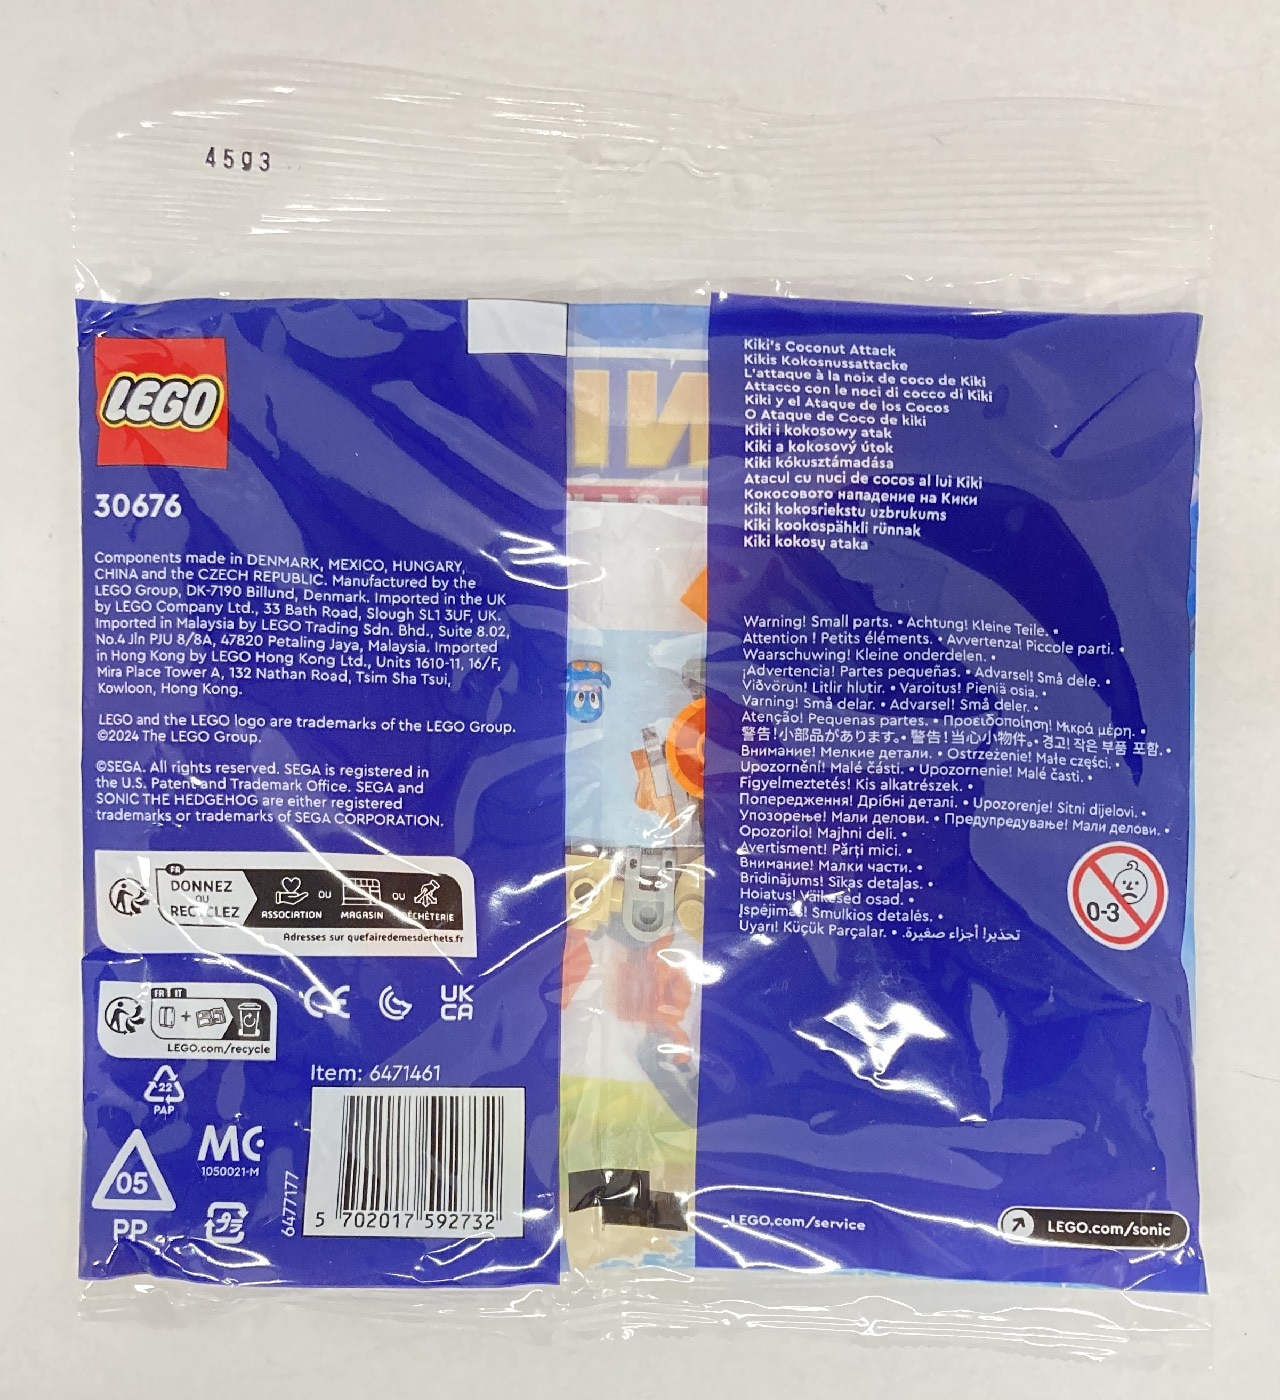 45g3
LEGO
30676
Components made in DENMARK, MEXICO, HUNGARY,
CHINA and the CZECH REPUBLIC. Manufactured by the
LEGO Group, DK-7190 Billund, Denmark. Imported in the UK
by LEGO Company Ltd., 33 Bath Road, Slough SL1 3UF, UK.
Imported in Malaysia by LEGO Trading Sdn. Bhd., Suite 8.02,
No.4 Jln PJU 8/8A, 47820 Petaling Jaya, Malaysia. Imported
in Hong Kong by LEGO Hong Kong Ltd., Units 1610-11, 16/F,
Mira Place Tower A, 132 Nathan Road, Tsim Sha Tsui,
Kowloon, Hong Kong.
LEGO and the LEGO logo are trademarks of the LEGO Group.
©2024 The LEGO Group.
©SEGA. All rights reserved. SEGA is registered in
the U.S. Patent and Trademark Office. SEGA and
SONIC THE HEDGEHOG are either registered
trademarks or trademarks of SEGA CORPORATION.
FR
DONNEZ
OU
RECYCLEZ
ASSOCIATION OU MAGASIN OU DÉCHÈTERIE
Adresses sur quefairedemesdechets.fr
FR IT
+
LEGO.com/recycle
CE
UK
CA
22
PAP
05
PP
MC
1050021-M
プラ
6477177
Item: 6471461
5 702017 592732
Kiki's Coconut Attack
Kikis Kokosnussattacke
L'attaque à la noix de coco de Kiki
Attacco con le noci di cocco di Kiki
Kiki y el Ataque de los Cocos
O Ataque de Coco de kiki
Kiki i kokosowy atak
Kiki a kokosový útok
Kiki kókusztámadása
Atacul cu nuci de cocos al lui Kiki
Кокосовото нападение на Кики
Kiki kokosriekstu uzbrukums
Kiki kookospähkli rünnak
Kiki kokosų ataka
Warning! Small parts. • Achtung! Kleine Teile. •
Attention ! Petits éléments. • Avvertenza! Piccole parti. •
Waarschuwing! Kleine onderdelen. •
¡Advertencia! Partes pequeñas. • Advarsel! Små dele. •
Viðvörun! Litlir hlutir. • Varoitus! Pieniä osia. •
Varning! Små delar. • Advarsel! Små deler. •
Atenção! Pequenas partes. • Προειδοποίηση! Μικρά μέρη. •
警告!小部品があります。• 警告!当心小物件。• 경고! 작은 부품 포함. •
Внимание! Мелкие детали. • Ostrzeżenie! Małe części. •
Upozornění! Malé části. • Upozornenie! Malé časti. •
Figyelmeztetés! Kis alkatrészek. •
Попередження! Дрібні деталі. • Upozorenje! Sitni dijelovi. •
Упозорење! Мали делови. • Предупредување! Мали делови. •
Opozorilo! Majhni deli. •
Avertisment! Părți mici. •
Внимание! Малки части. •
Brīdinājums! Sīkas detaļas. •
Hoiatus! Väikesed osad. •
Įspėjimas! Smulkios detalės. •
Uyarı! Küçük Parçalar. • تحذير! أجزاء صغيرة.
0-3
LEGO.com/service
LEGO.com/sonic